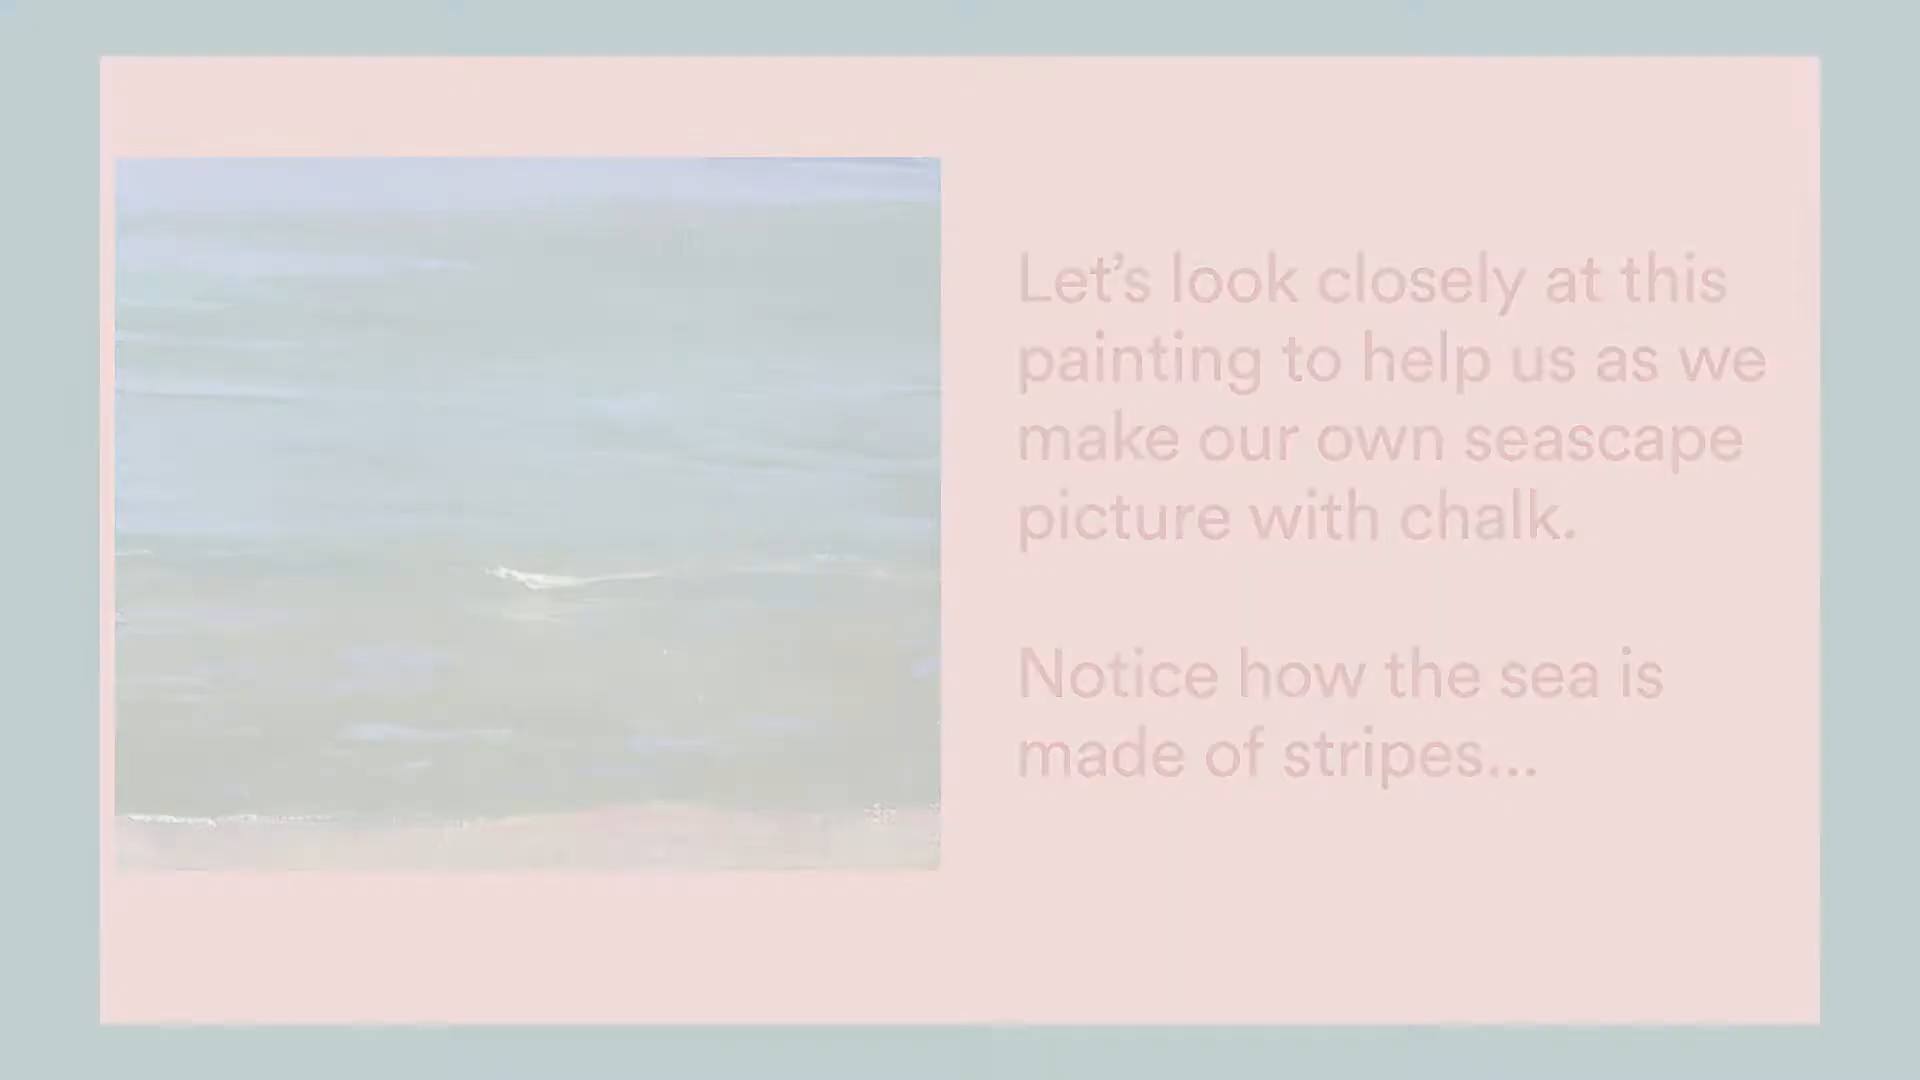 Let’s look closely at this
painting to help us as we
make our own seascape
picture with chalk.
Notice how the sea is
made of stripes...